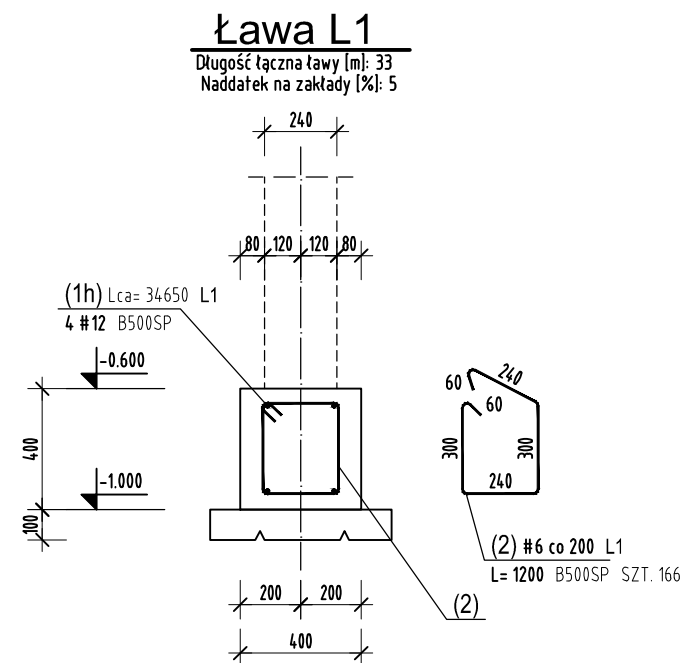 Ława L1
Długość łączna ławy [m]: 33
Naddatek na zakłady [%]: 5
240
80 120 120 80
(1h) Lca= 34650 L1
4 #12 B500SP
-0.600
400
-1.000
100
60
240
60
300
300
240
(2) #6 co 200 L1
L= 1200 B500SP SZT. 166
200 200
(2)
400